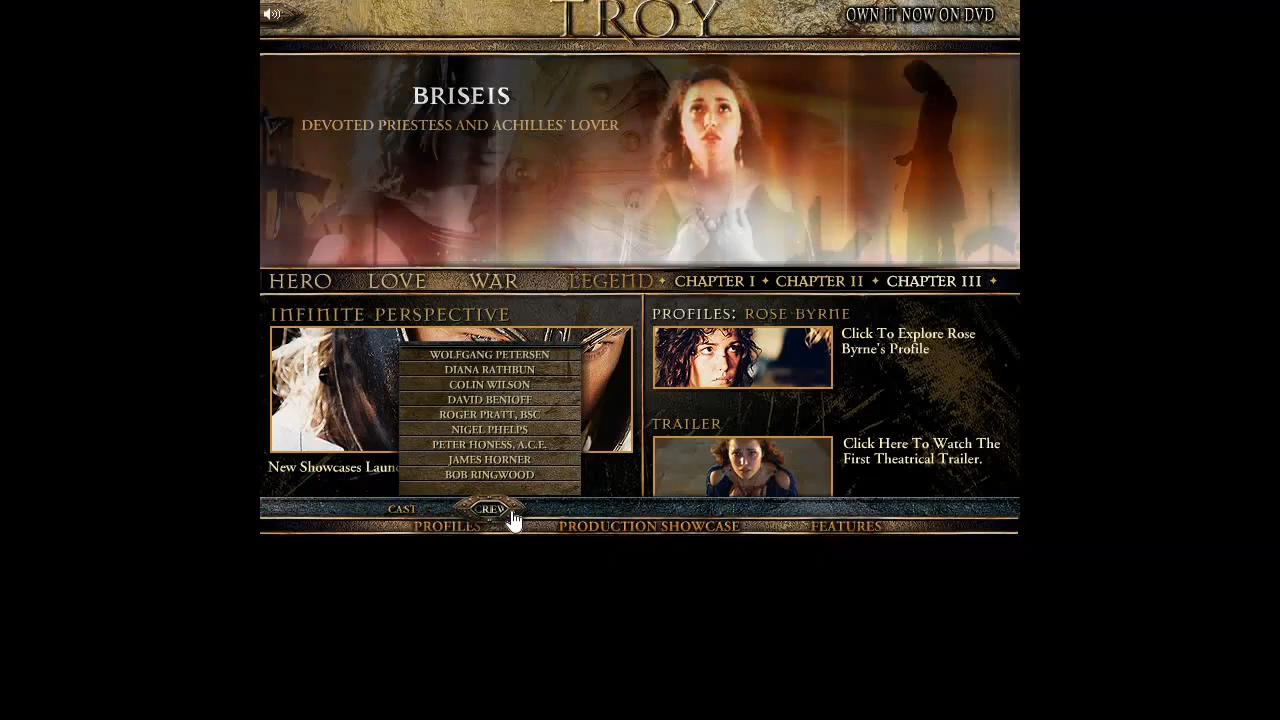 TROY
OWN IT NOW ON DVD
BRISEIS
DEVOTED PRIESTESS AND ACHILLES' LOVER
HERO LOVE WAR LEGEND CHAPTER I CHAPTER II CHAPTER III
INFINITE PERSPECTIVE
WOLFGANG PETERSEN
DIANA RATHBUN
COLIN WILSON
DAVID BENIOFF
ROGER PRATT, BSC
NIGEL PHELPS
PETER HONESS, A.C.E.
JAMES HORNER
BOB RINGWOOD
New Showcases
PROFILES: ROSE BYRNE
Click To Explore Rose
Byrne's Profile
TRAILER
Click Here To Watch The
First Theatrical Trailer.
CAST CREW
PROFILES PRODUCTION SHOWCASE FEATURES